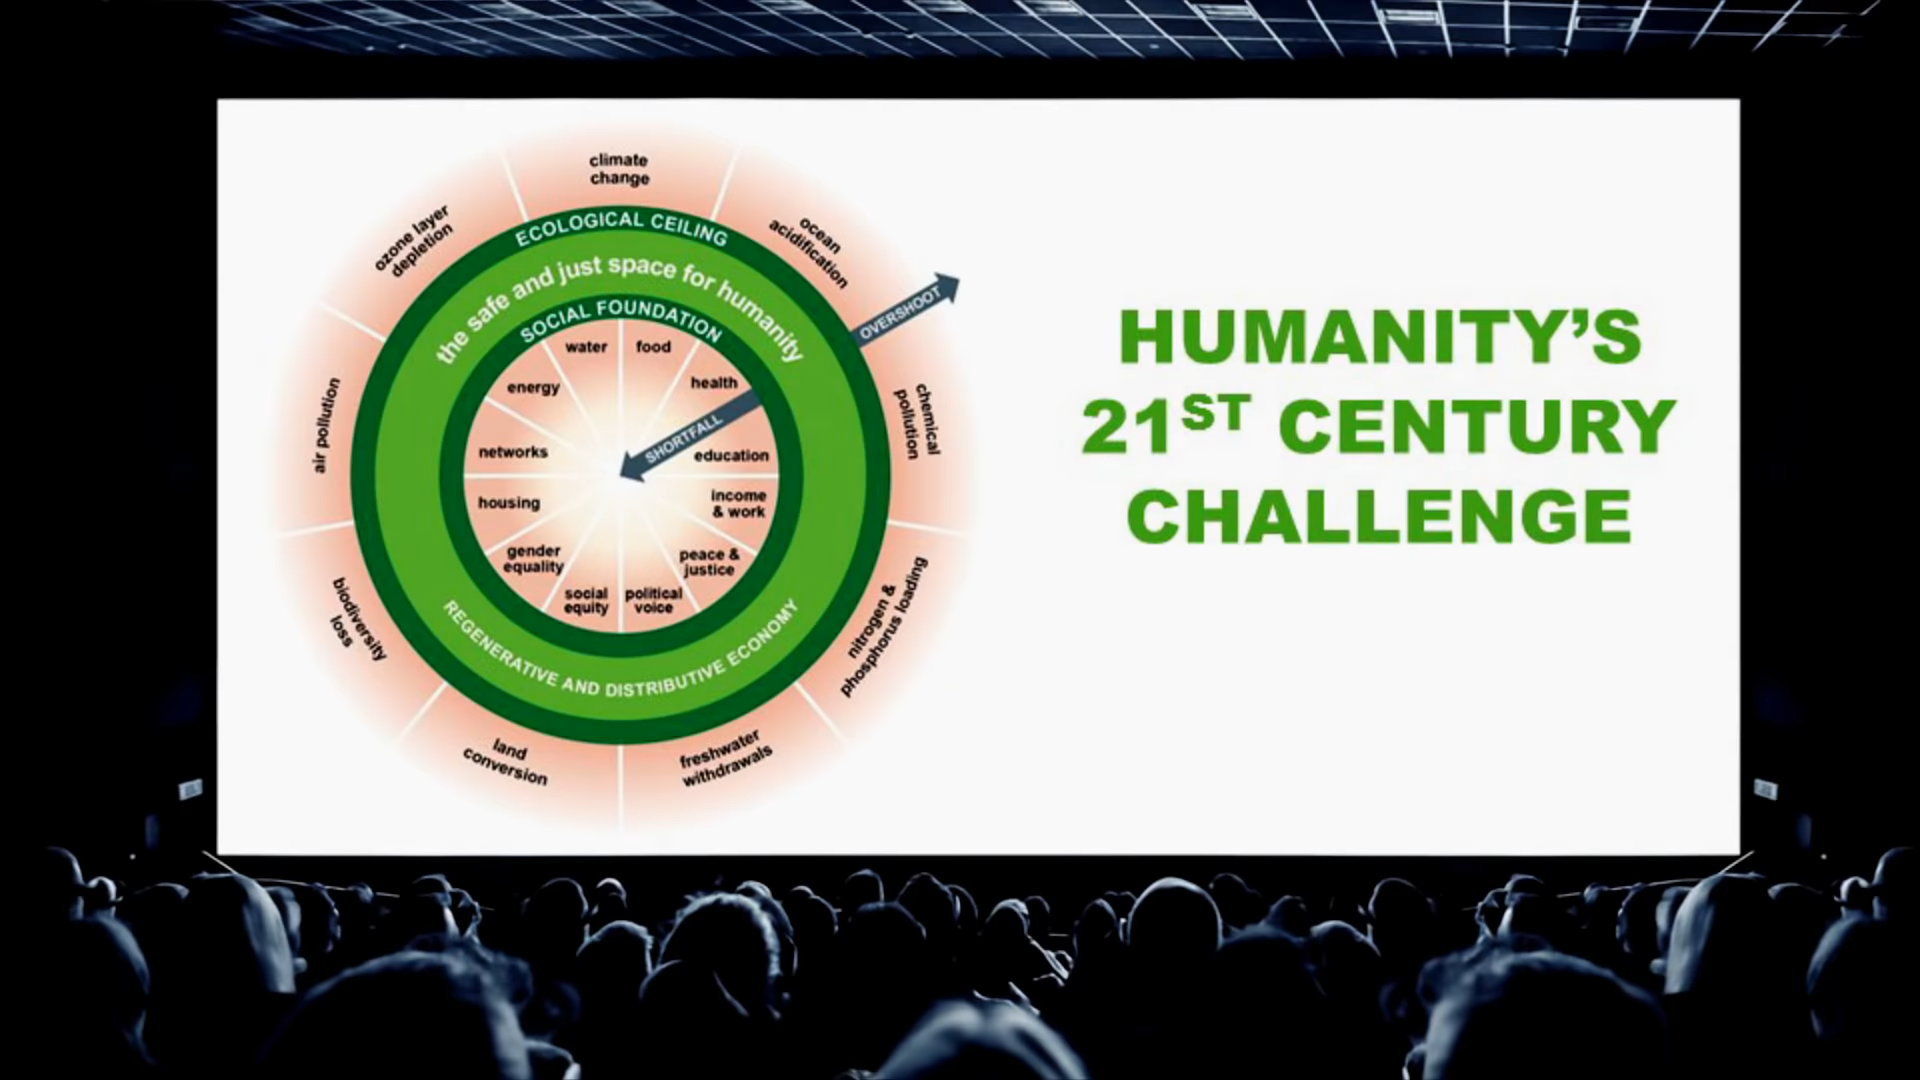 climate
change
ocean
acidification
chemical
pollution
nitrogen &
phosphorus loading
freshwater
withdrawals
land
conversion
biodiversity
loss
air pollution
ozone layer
depletion
ECOLOGICAL CEILING
the safe and just space for humanity
SOCIAL FOUNDATION
OVERSHOOT
SHORTFALL
water
food
health
education
income
& work
peace &
justice
political
voice
social
equity
gender
equality
housing
networks
energy
REGENERATIVE AND DISTRIBUTIVE ECONOMY
HUMANITY’S
21ST CENTURY
CHALLENGE